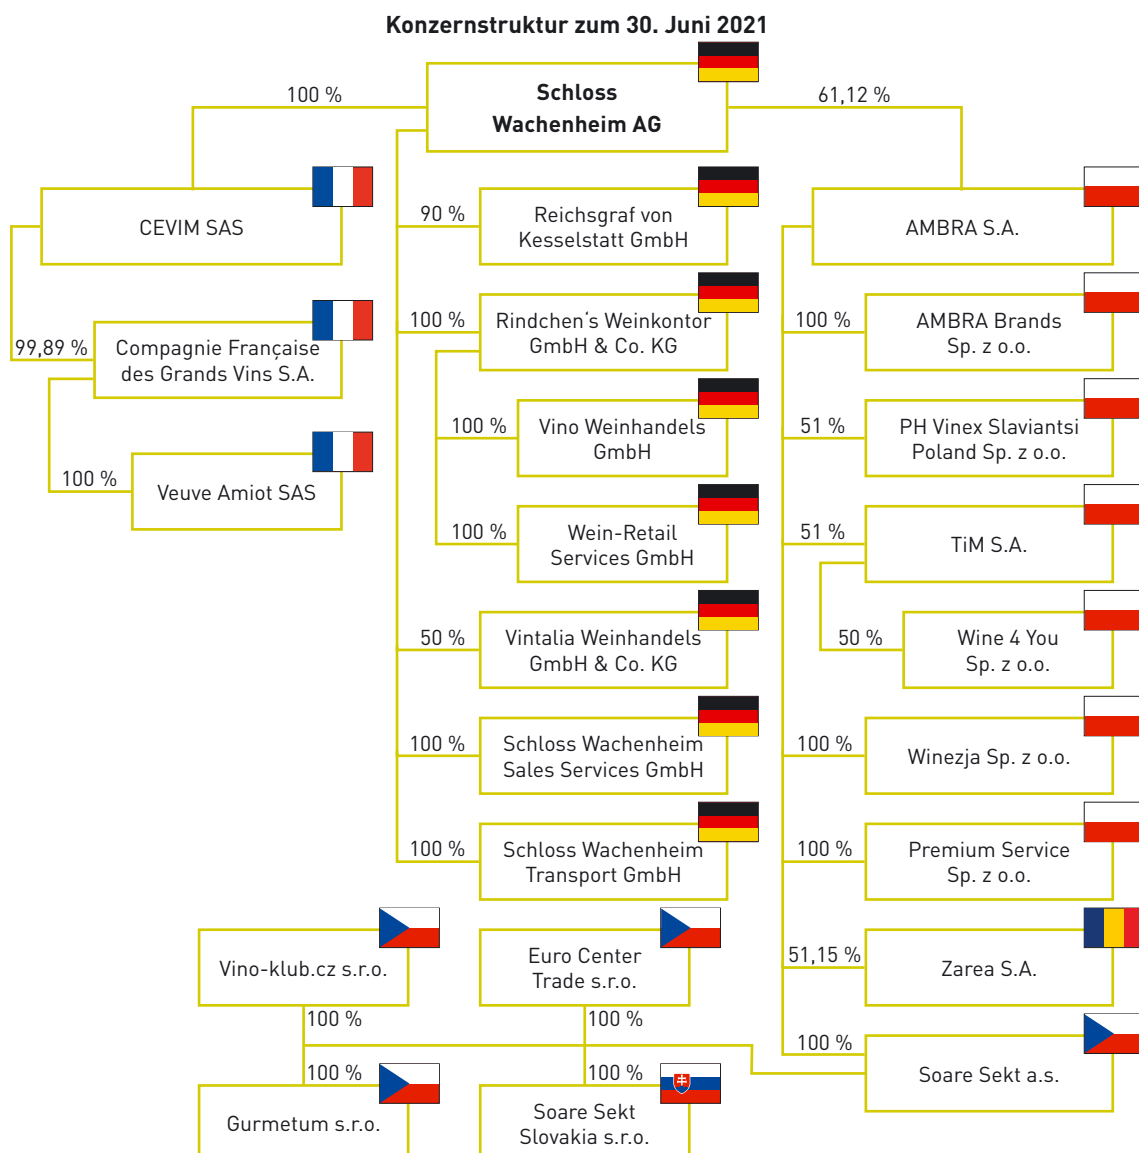 Konzernstruktur zum 30. Juni 2021
Schloss
Wachenheim AG
100 %
61,12 %
CEVIM SAS
99,89 %
Compagnie Française
des Grands Vins S.A.
100 %
Veuve Amiot SAS
90 %
Reichsgraf von
Kesselstatt GmbH
100 %
Rindchen‘s Weinkontor
GmbH & Co. KG
100 %
Vino Weinhandels
GmbH
100 %
Wein-Retail
Services GmbH
50 %
Vintalia Weinhandels
GmbH & Co. KG
100 %
Schloss Wachenheim
Sales Services GmbH
100 %
Schloss Wachenheim
Transport GmbH
AMBRA S.A.
100 %
AMBRA Brands
Sp. z o.o.
51 %
PH Vinex Slaviantsi
Poland Sp. z o.o.
51 %
TiM S.A.
50 %
Wine 4 You
Sp. z o.o.
100 %
Winezja Sp. z o.o.
100 %
Premium Service
Sp. z o.o.
51,15 %
Zarea S.A.
100 %
Soare Sekt a.s.
Vino-klub.cz s.r.o.
100 %
Euro Center
Trade s.r.o.
100 %
100 %
Gurmetum s.r.o.
100 %
Soare Sekt
Slovakia s.r.o.